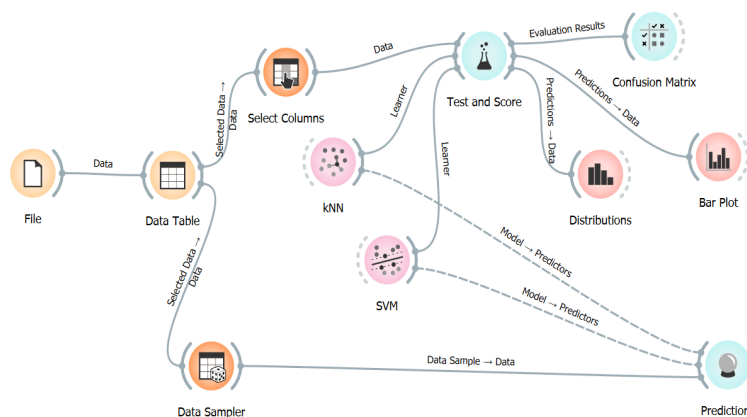 Evaluation Results
Data
Confusion Matrix
Test and Score
Select Columns
Predictions → Data
Predictions → Data
Selected Data →
Data
Learner
Learner
Data
kNN
Distributions
Bar Plot
File
Data Table
Model → Predictors
Selected Data →
Data
SVM
Model → Predictors
Data Sample → Data
Data Sampler
Prediction